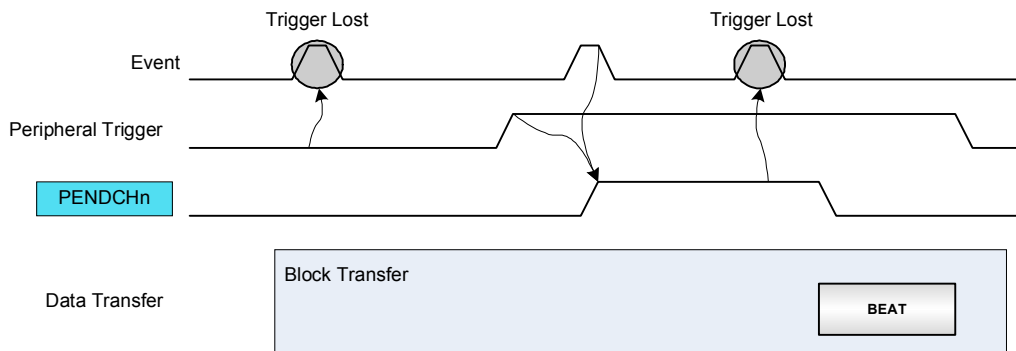 Trigger Lost
Trigger Lost
Event
Peripheral Trigger
PENDCHn
Block Transfer
Data Transfer
BEAT